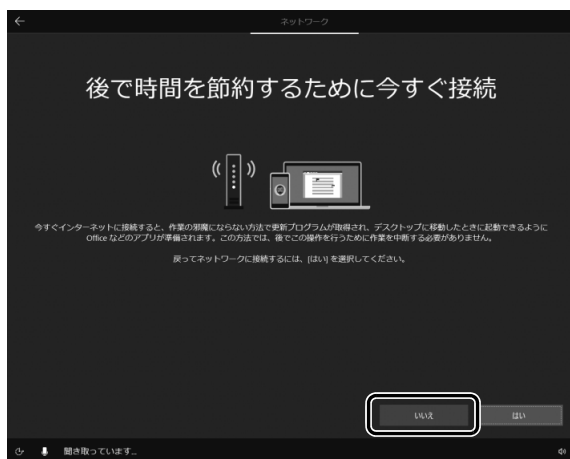 ネットワーク
後で時間を節約するために今すぐ接続
今すぐインターネットに接続すると、作業の邪魔にならない方法で更新プログラムが取得され、デスクトップに移動したときに起動できるように
Office などのアプリが準備されます。この方法では、後でこの操作を行うために作業を中断する必要がありません。
戻ってネットワークに接続するには、[はい] を選択してください。
いいえ
はい
聞き取っています...